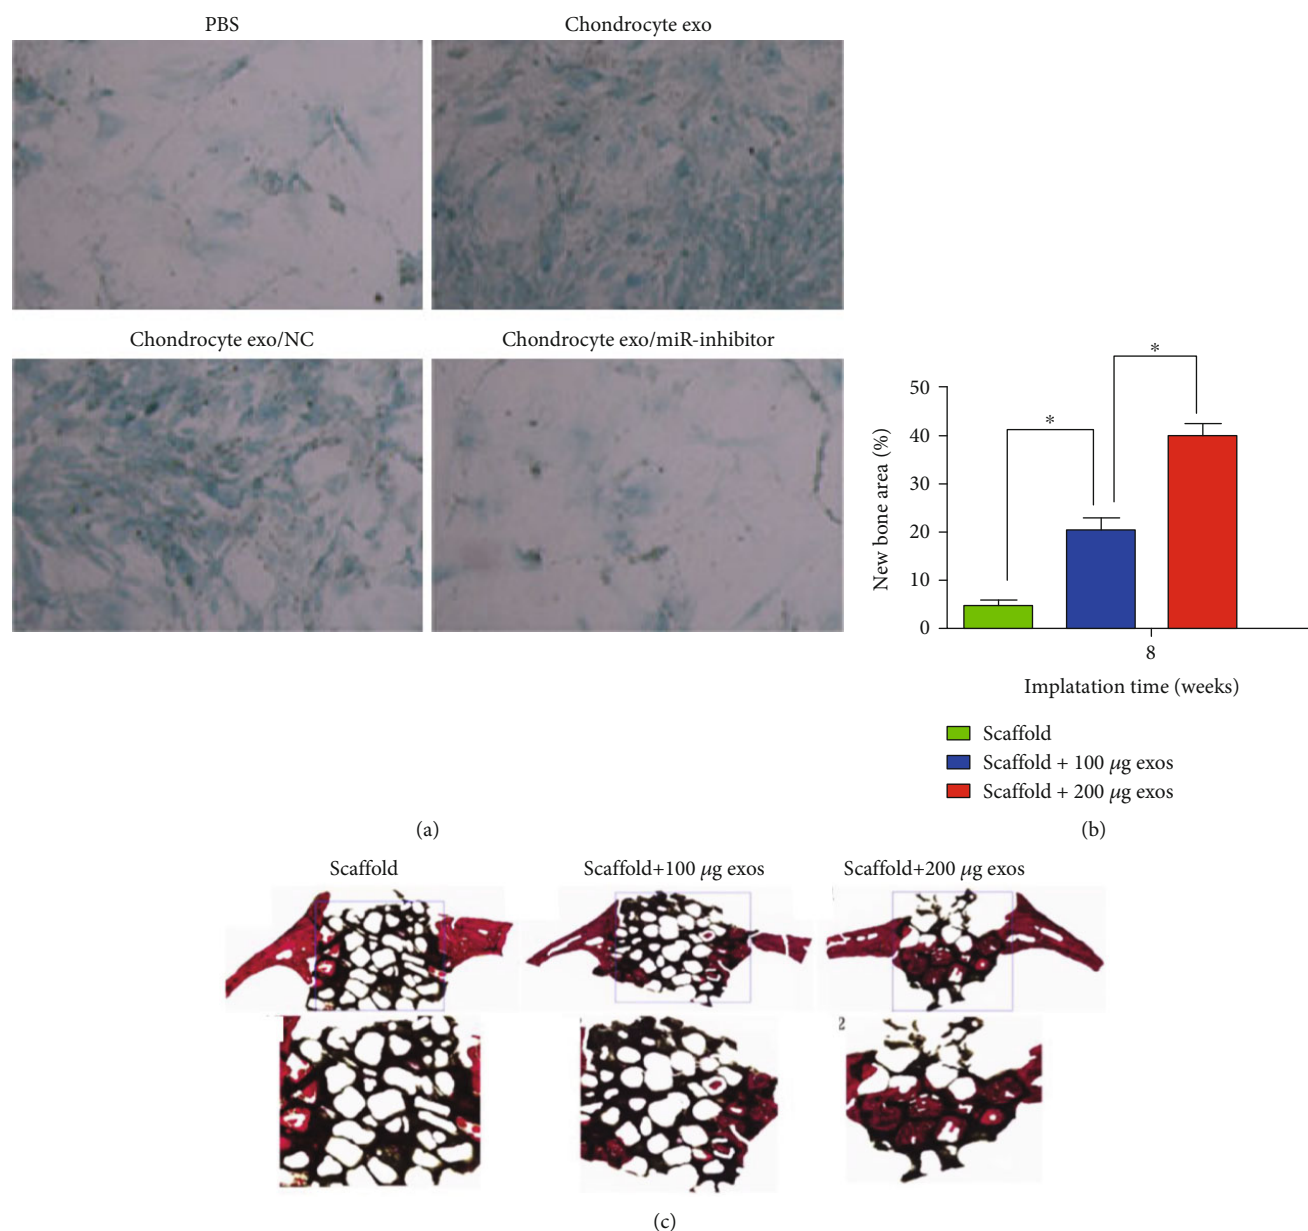 PBS
Chondrocyte exo
Chondrocyte exo/NC
Chondrocyte exo/miR-inhibitor
(a)
*
*
New bone area (%)
50
40
30
20
10
0
8
Implatation time (weeks)
Scaffold
Scaffold + 100 μg exos
Scaffold + 200 μg exos
(b)
Scaffold
Scaffold+100 μg exos
Scaffold+200 μg exos
2
(c)